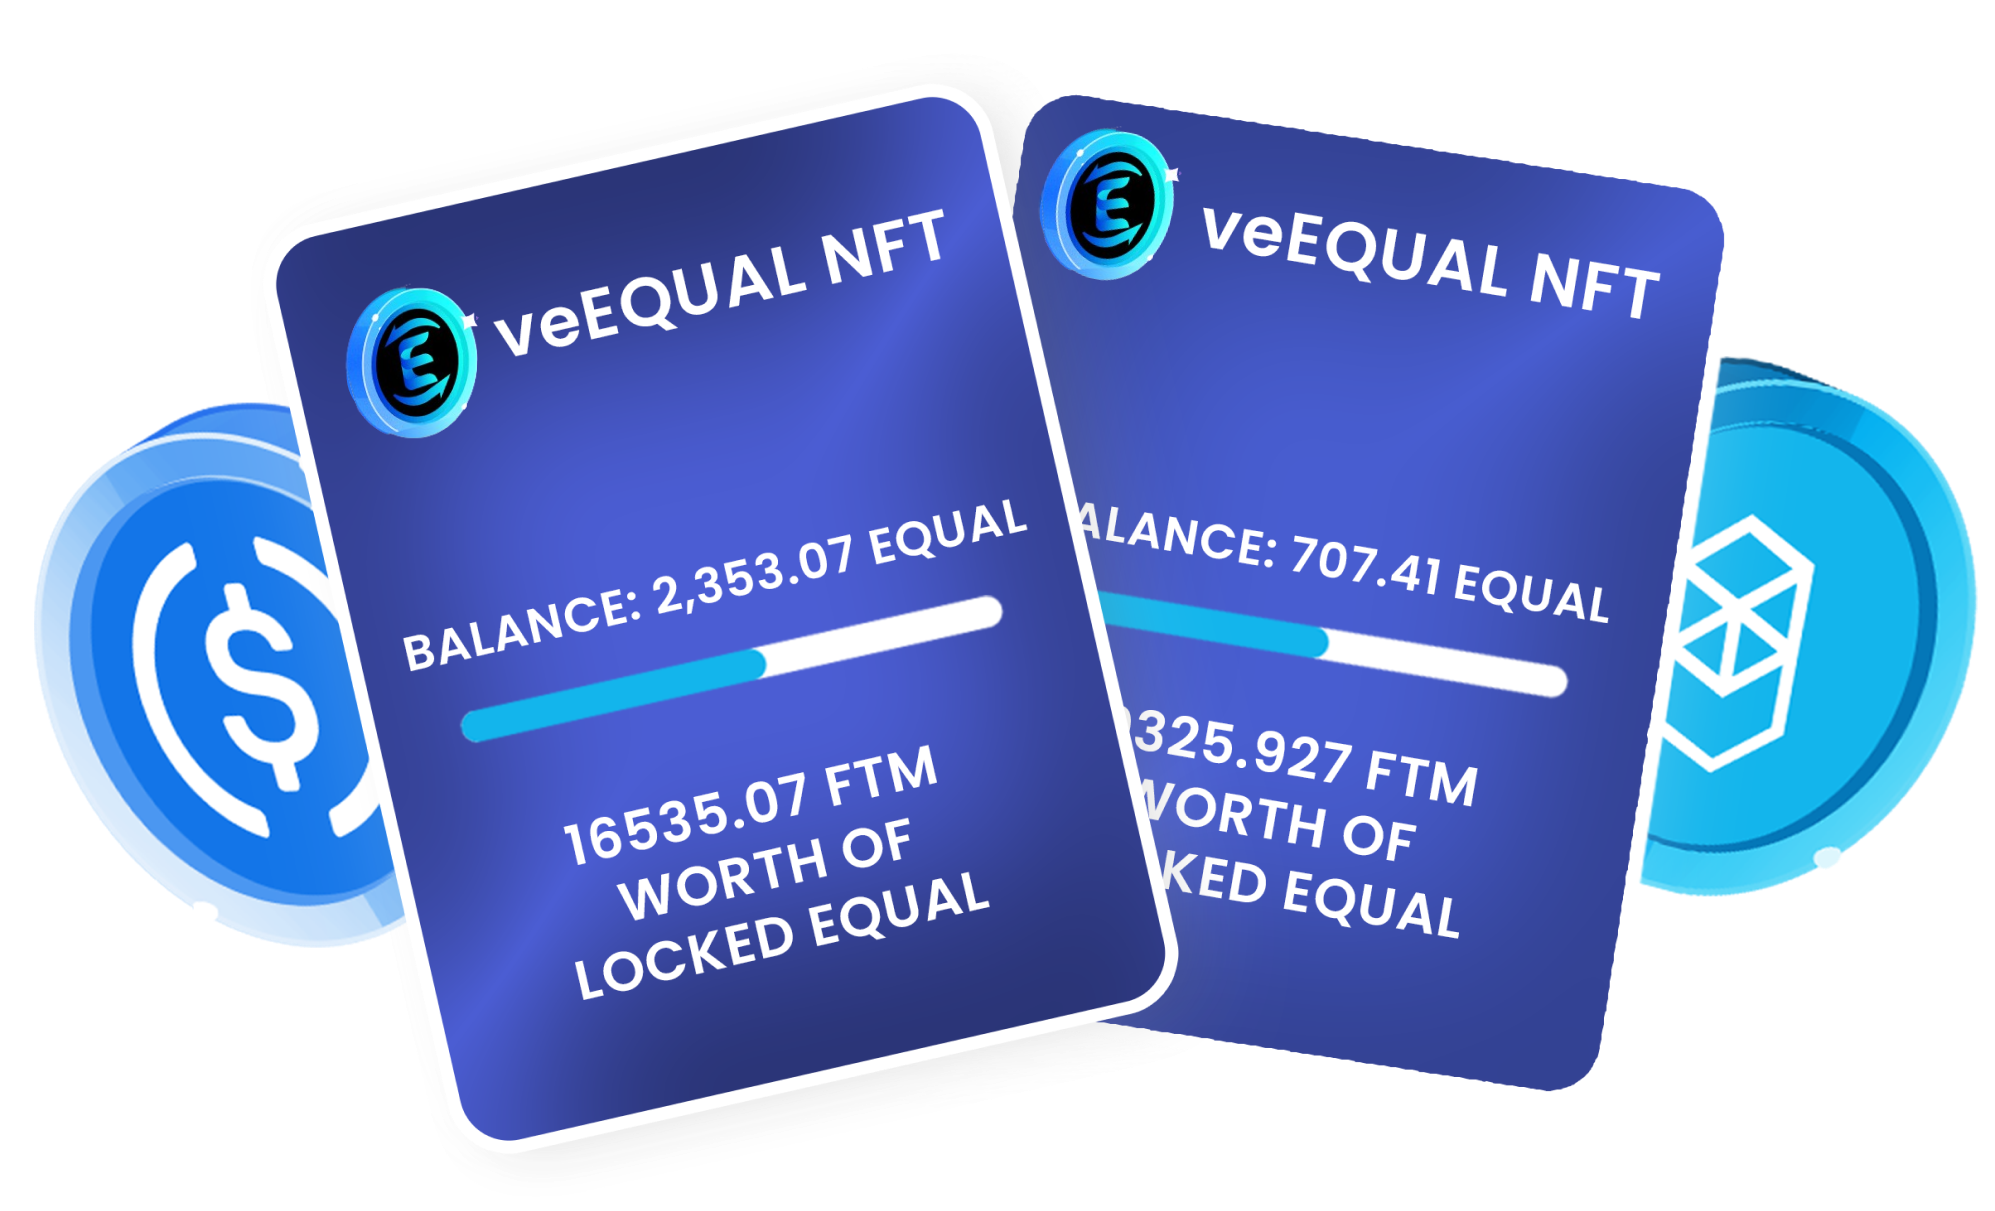 veEQUAL NFT
BALANCE: 2,353.07 EQUAL
16535.07 FTM
WORTH OF
LOCKED EQUAL
veEQUAL NFT
ALANCE: 707.41 EQUAL
325.927 FTM
WORTH OF
KED EQUAL